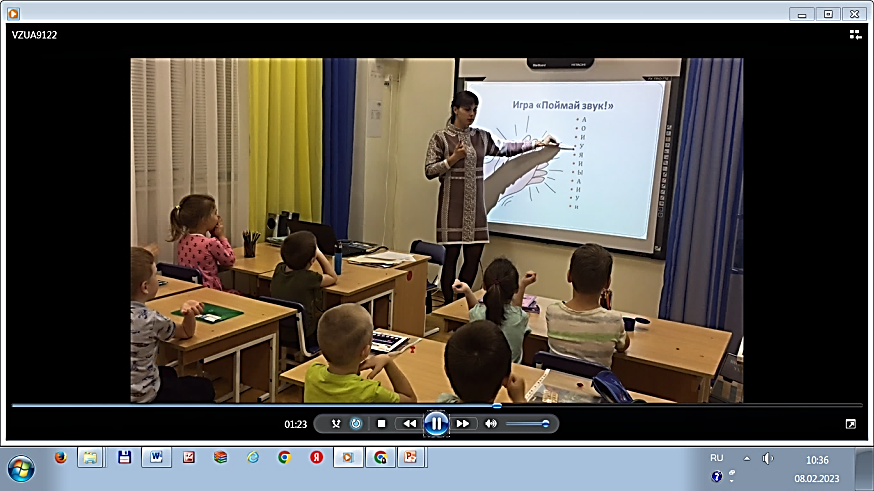 VZUA9122
Игра «Поймай звук!»
А
О
И
У
Я
И
Ы
А
Н
У
н
01:23
RU
10:36
08.02.2023